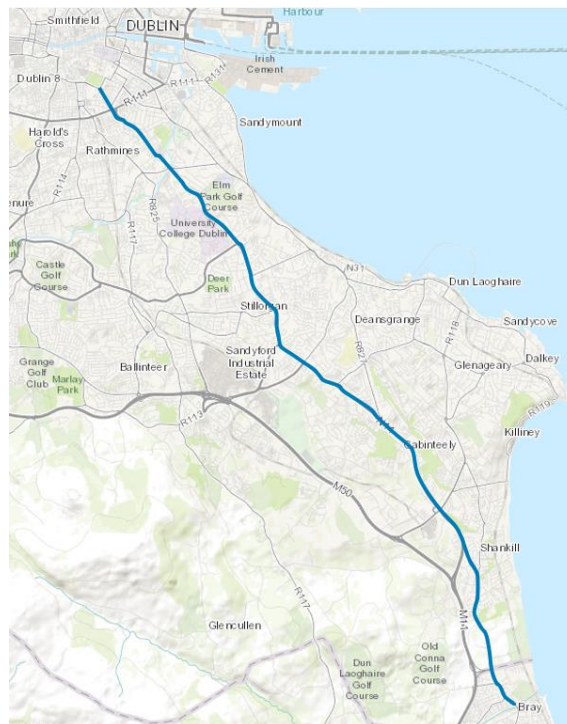 Smithfield
DUBLIN
Harbour
Dublin 8
Irish
Cement
R131
R111
R111
Harold's
Cross
Sandymount
Rathmines
R114
R825
R117
Elm
Park Golf
Course
University
College Dublin
Castle
Golf
Course
Deer
Park
N31
Dun Laoghaire
Stillorgan
Deansgrange
R118
Sandycove
Dalkey
Ballinteer
Sandyford
Industrial
Estate
Glenageary
Grange
Golf
Club
Marlay
Park
R119
R113
Killiney
N11
Cabinteely
M50
Shankill
R117
M11
Glencullen
Old
Conna
Golf
Course
Dun
Laoghaire
Golf
Course
Bray